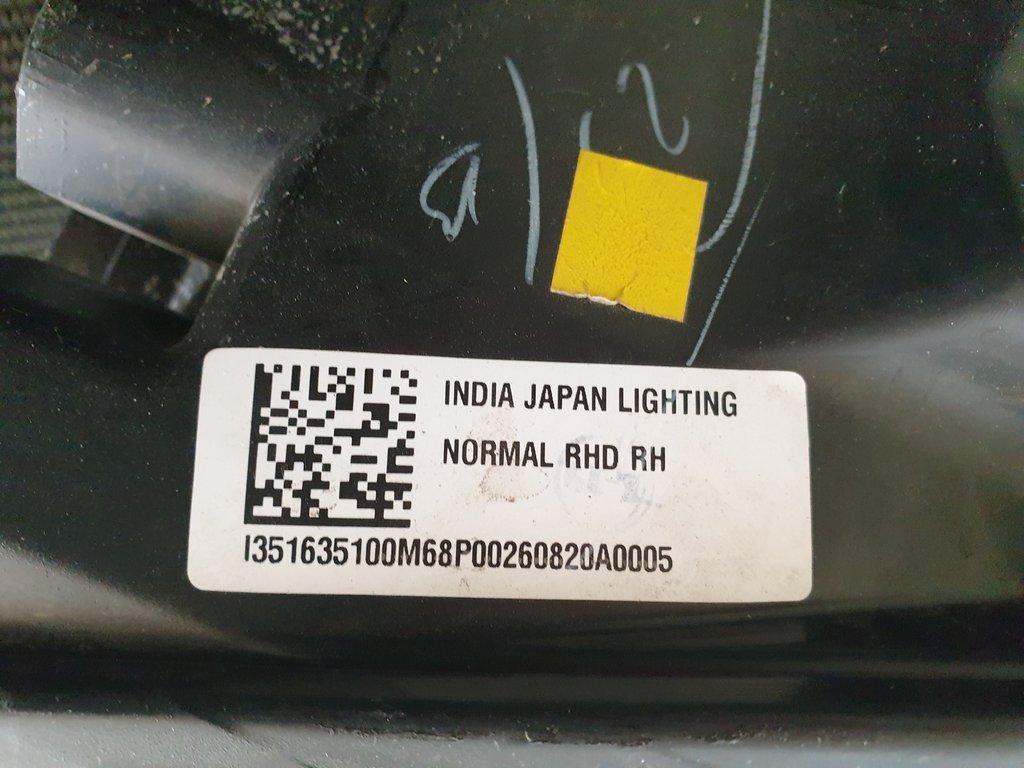 INDIA JAPAN LIGHTING
NORMAL RHD RH
I351635100M68P00260820A0005